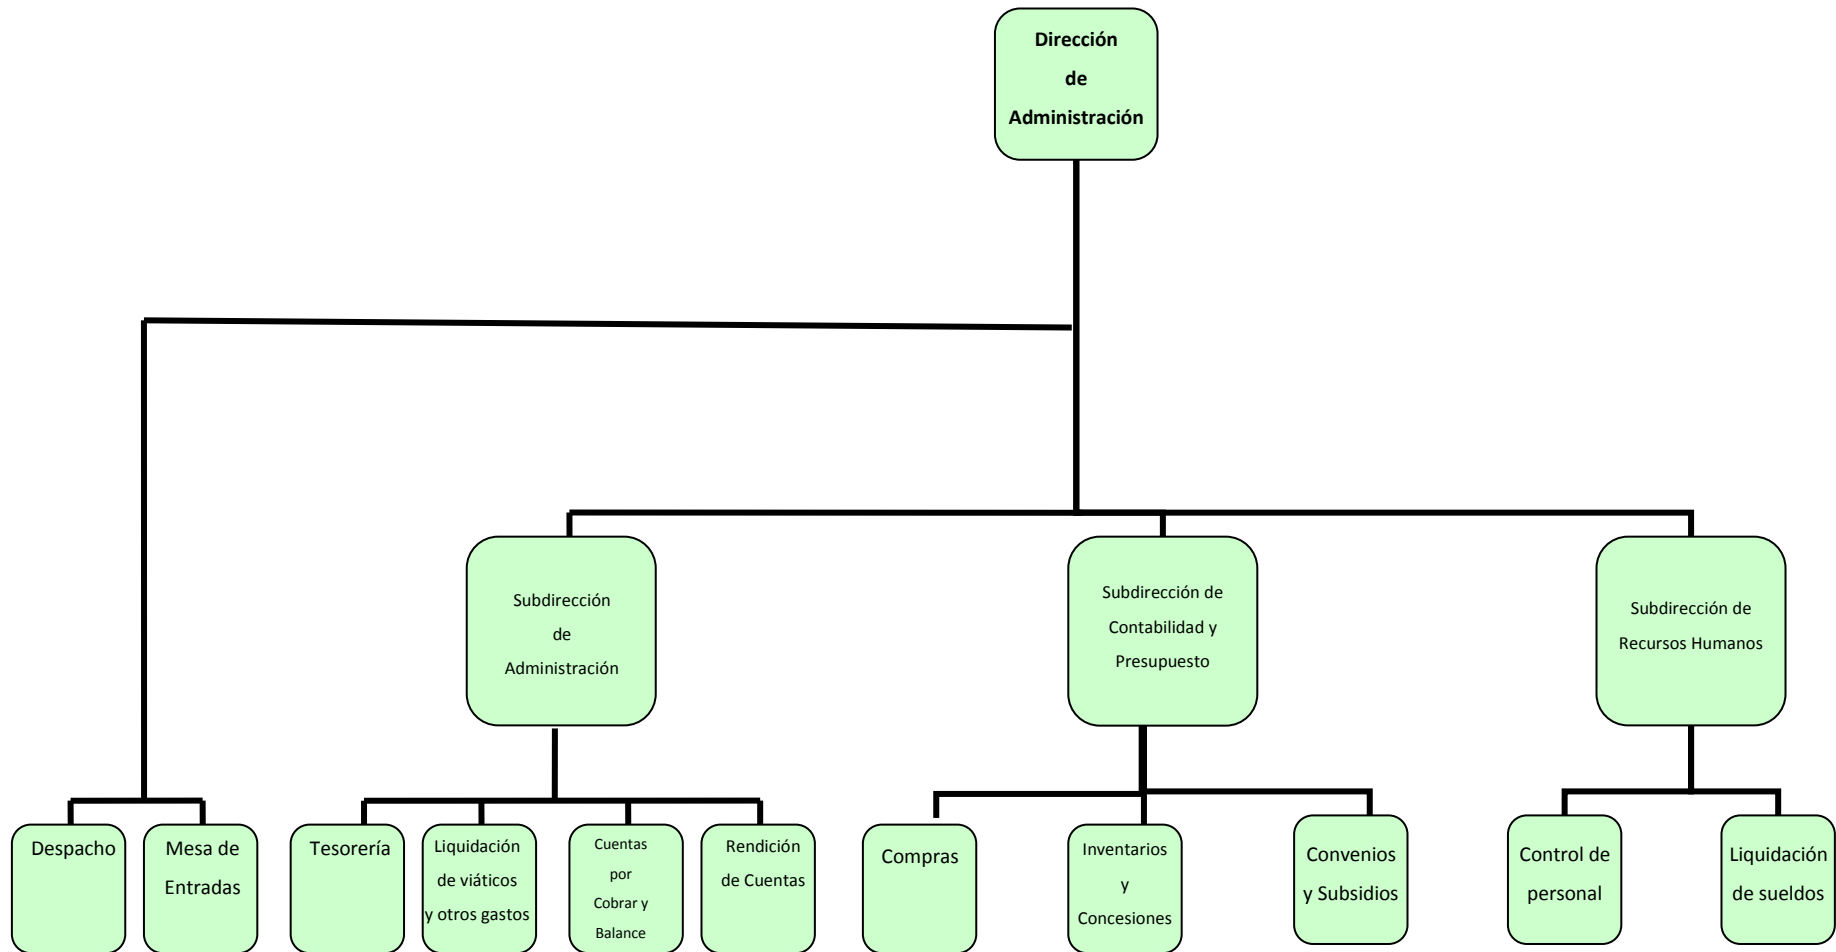 Dirección
de
Administración
Subdirección
de
Administración
Subdirección de
Contabilidad y
Presupuesto
Subdirección de
Recursos Humanos
Despacho
Mesa de
Entradas
Tesorería
Liquidación
de viáticos
y otros gastos
Cuentas
por
Cobrar y
Balance
Rendición
de Cuentas
Compras
Inventarios
y
Concesiones
Convenios
y Subsidios
Control de
personal
Liquidación
de sueldos